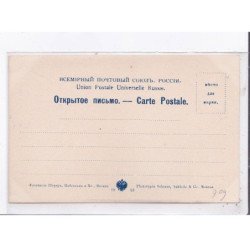 ВСЕМІРНЫЙ ПОЧТОВЫЙ СОЮЗЪ. РОССІЯ.
Union Postale Universelle Russie.
Мѣсто
для
марки.
Открытое письмо. — Carte Postale.
Фототипія Шереръ, Набгольцъ и Ко., Москва
Phototypie Scherer, Nabholz & Co., Moscou